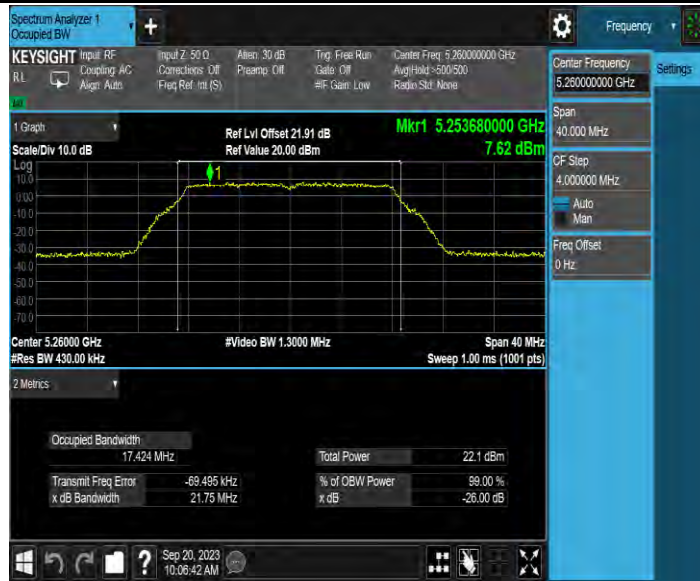 Spectrum Analyzer 1
Occupied BW
Frequency
KEYSIGHT
Input: RF
Coupling: AC
Align: Auto
Input Z: 50 Ω
Corrections: Off
Freq Ref: Int (S)
Atten: 30 dB
Preamp: Off
Trig: Free Run
Gate: Off
#IF Gain: Low
Center Freq: 5.260000000 GHz
Avg|Hold: >500/500
Radio Std: None
RL
Center Frequency
5.260000000 GHz
Settings
Span
40.000 MHz
CF Step
4.000000 MHz
Auto
Man
Freq Offset
0 Hz
1 Graph
Scale/Div 10.0 dB
Ref Lvl Offset 21.91 dB
Ref Value 20.00 dBm
Mkr1 5.253680000 GHz
7.62 dBm
Log
10.0
0.00
-10.0
-20.0
-30.0
-40.0
-50.0
-60.0
-70.0
1
Center 5.26000 GHz
#Video BW 1.3000 MHz
Span 40 MHz
#Res BW 430.00 kHz
Sweep 1.00 ms (1001 pts)
2 Metrics
Occupied Bandwidth
17.424 MHz
Total Power 22.1 dBm
Transmit Freq Error -69.495 kHz
% of OBW Power 99.00 %
x dB Bandwidth 21.75 MHz
x dB -26.00 dB
?
Sep 20, 2023
10:06:42 AM